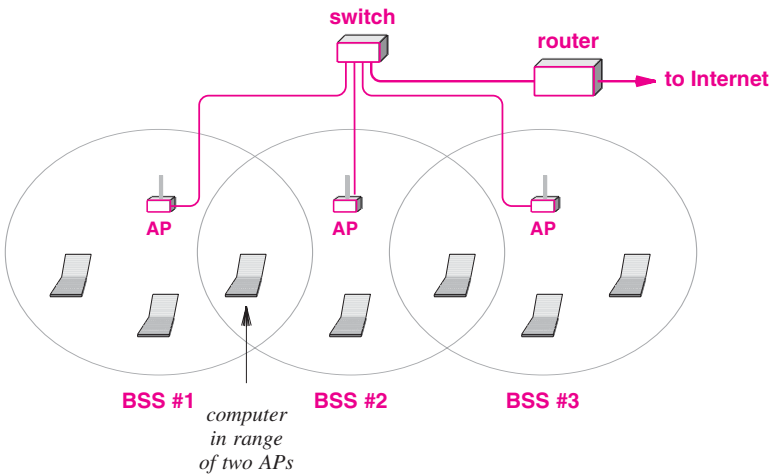 switch
router
to Internet
AP
AP
AP
BSS #1
BSS #2
BSS #3
computer
in range
of two APs